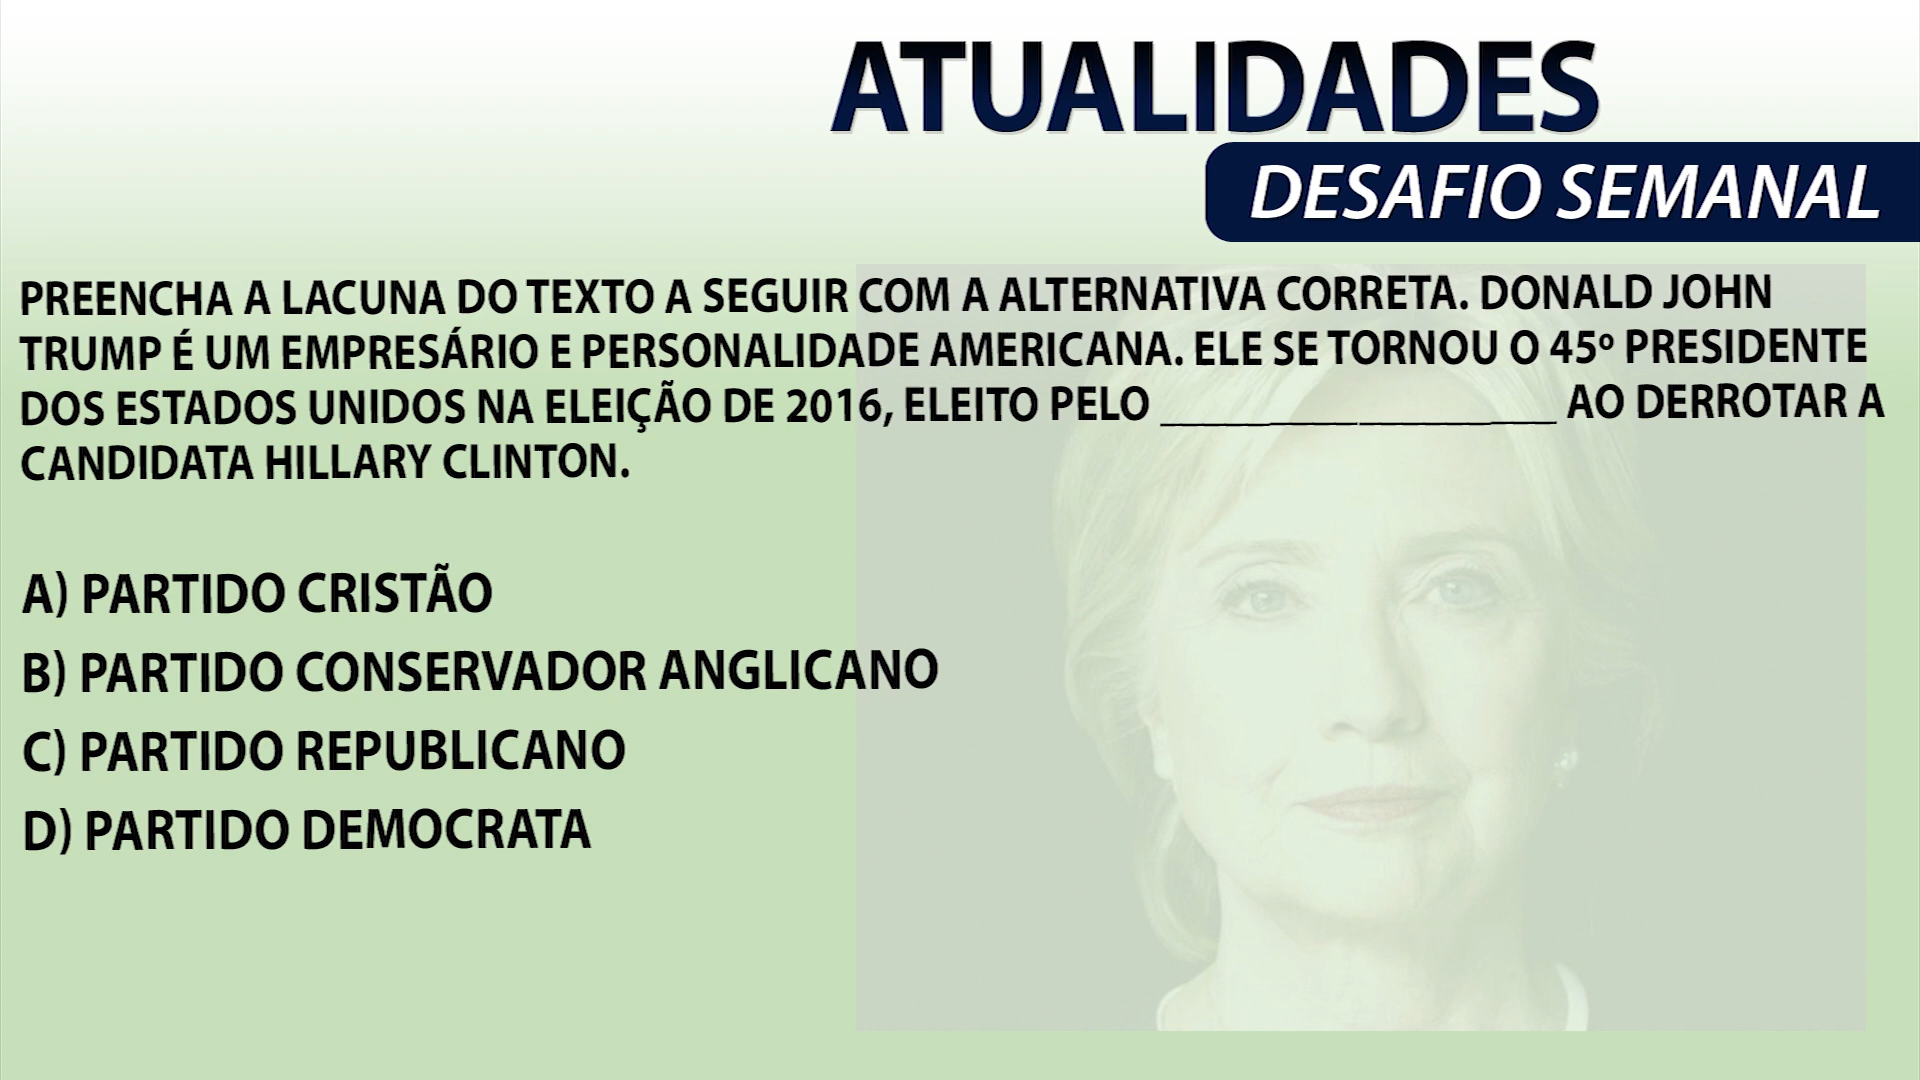 ATUALIDADES
DESAFIO SEMANAL
PREENCHA A LACUNA DO TEXTO A SEGUIR COM A ALTERNATIVA CORRETA. DONALD JOHN
TRUMP É UM EMPRESÁRIO E PERSONALIDADE AMERICANA. ELE SE TORNOU O 45º PRESIDENTE
DOS ESTADOS UNIDOS NA ELEIÇÃO DE 2016, ELEITO PELO __________________ AO DERROTAR A
CANDIDATA HILLARY CLINTON.
A) PARTIDO CRISTÃO
B) PARTIDO CONSERVADOR ANGLICANO
C) PARTIDO REPUBLICANO
D) PARTIDO DEMOCRATA